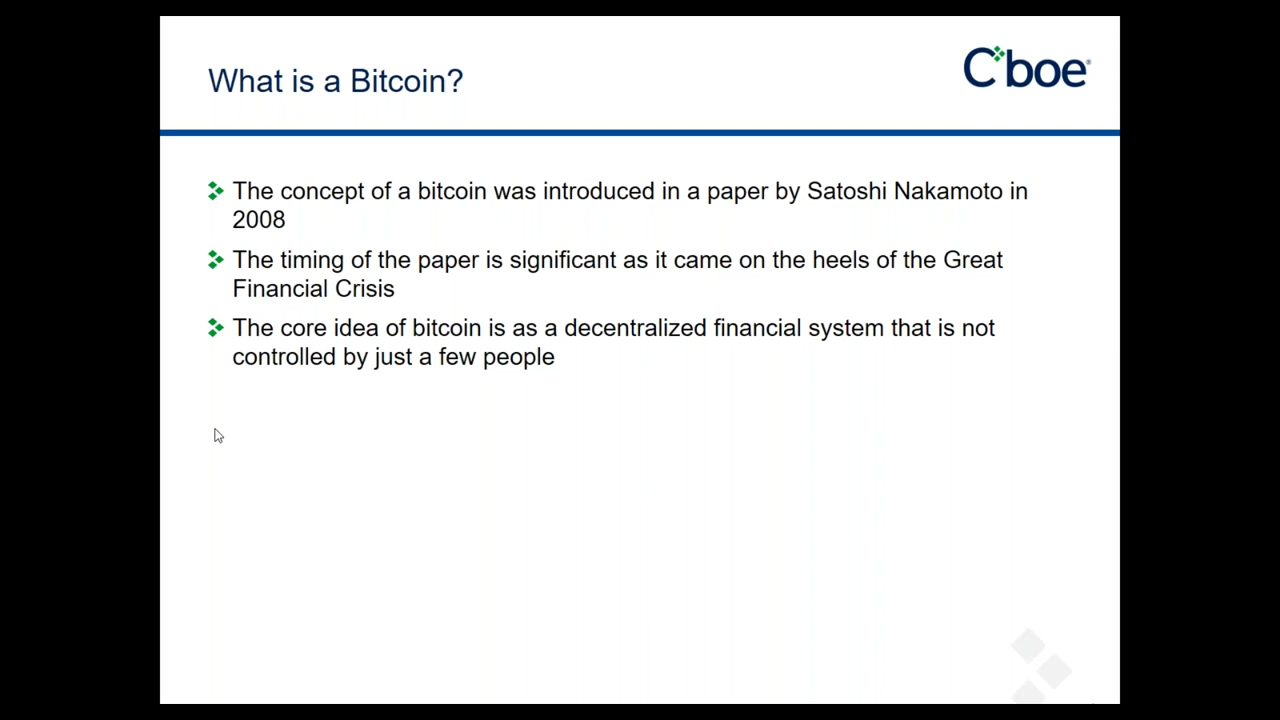 What is a Bitcoin?
Cboe®
The concept of a bitcoin was introduced in a paper by Satoshi Nakamoto in
2008
The timing of the paper is significant as it came on the heels of the Great
Financial Crisis
The core idea of bitcoin is as a decentralized financial system that is not
controlled by just a few people